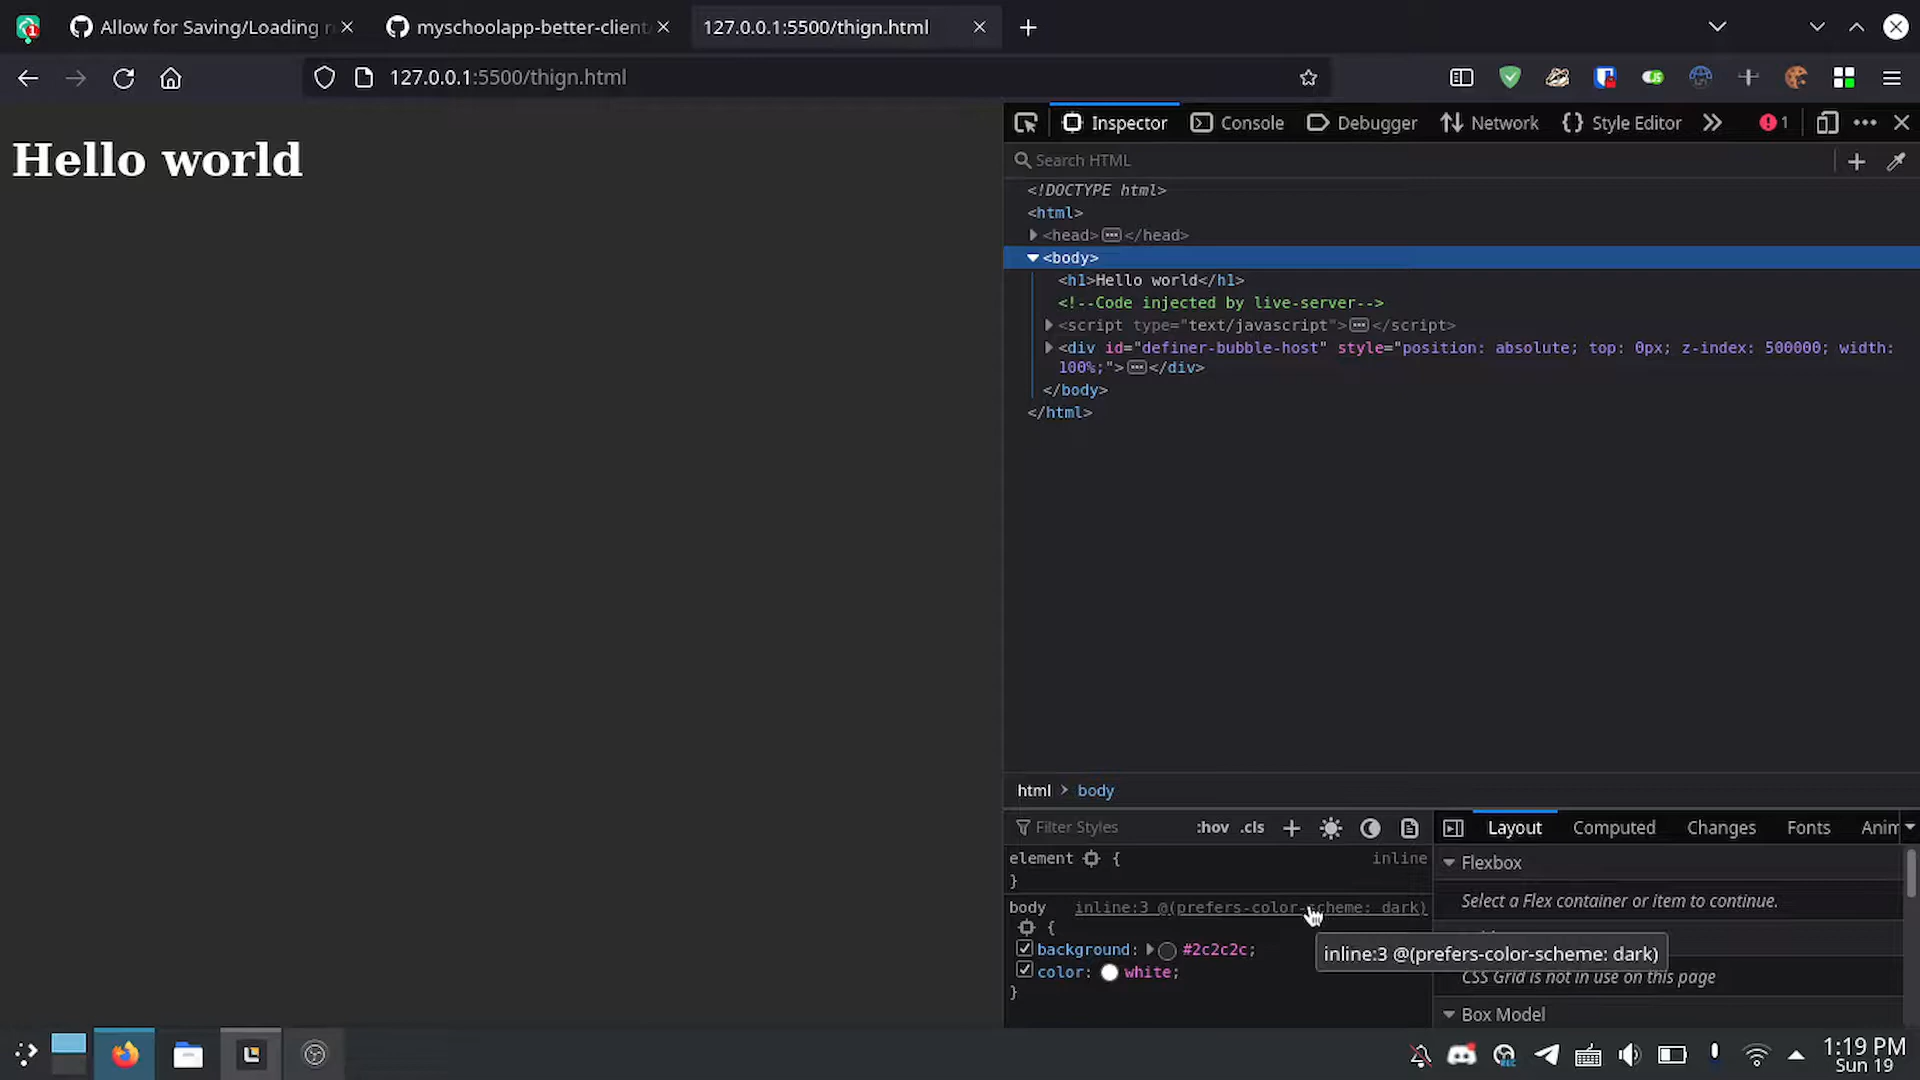 1
Allow for Saving/Loading r
myschoolapp-better-client
127.0.0.1:5500/thign.html
127.0.0.1:5500/thign.html
JS
Hello world
Inspector
Console
Debugger
Network
{} Style Editor
1
Search HTML
<!DOCTYPE html>
<html>
<head>…</head>
<body>
<h1>Hello world</h1>
<!--Code injected by live-server-->
<script type="text/javascript">…</script>
<div id="definer-bubble-host" style="position: absolute; top: 0px; z-index: 500000; width:
100%;">…</div>
</body>
</html>
html > body
Filter Styles
:hov .cls +
Layout Computed Changes Fonts Anim
element { inline
}
body inline:3 @(prefers-color-scheme: dark)
{
background: #2c2c2c;
color: white;
}
inline:3 @(prefers-color-scheme: dark)
Flexbox
Select a Flex container or item to continue.
CSS Grid is not in use on this page
Box Model
REC
1:19 PM
Sun 19